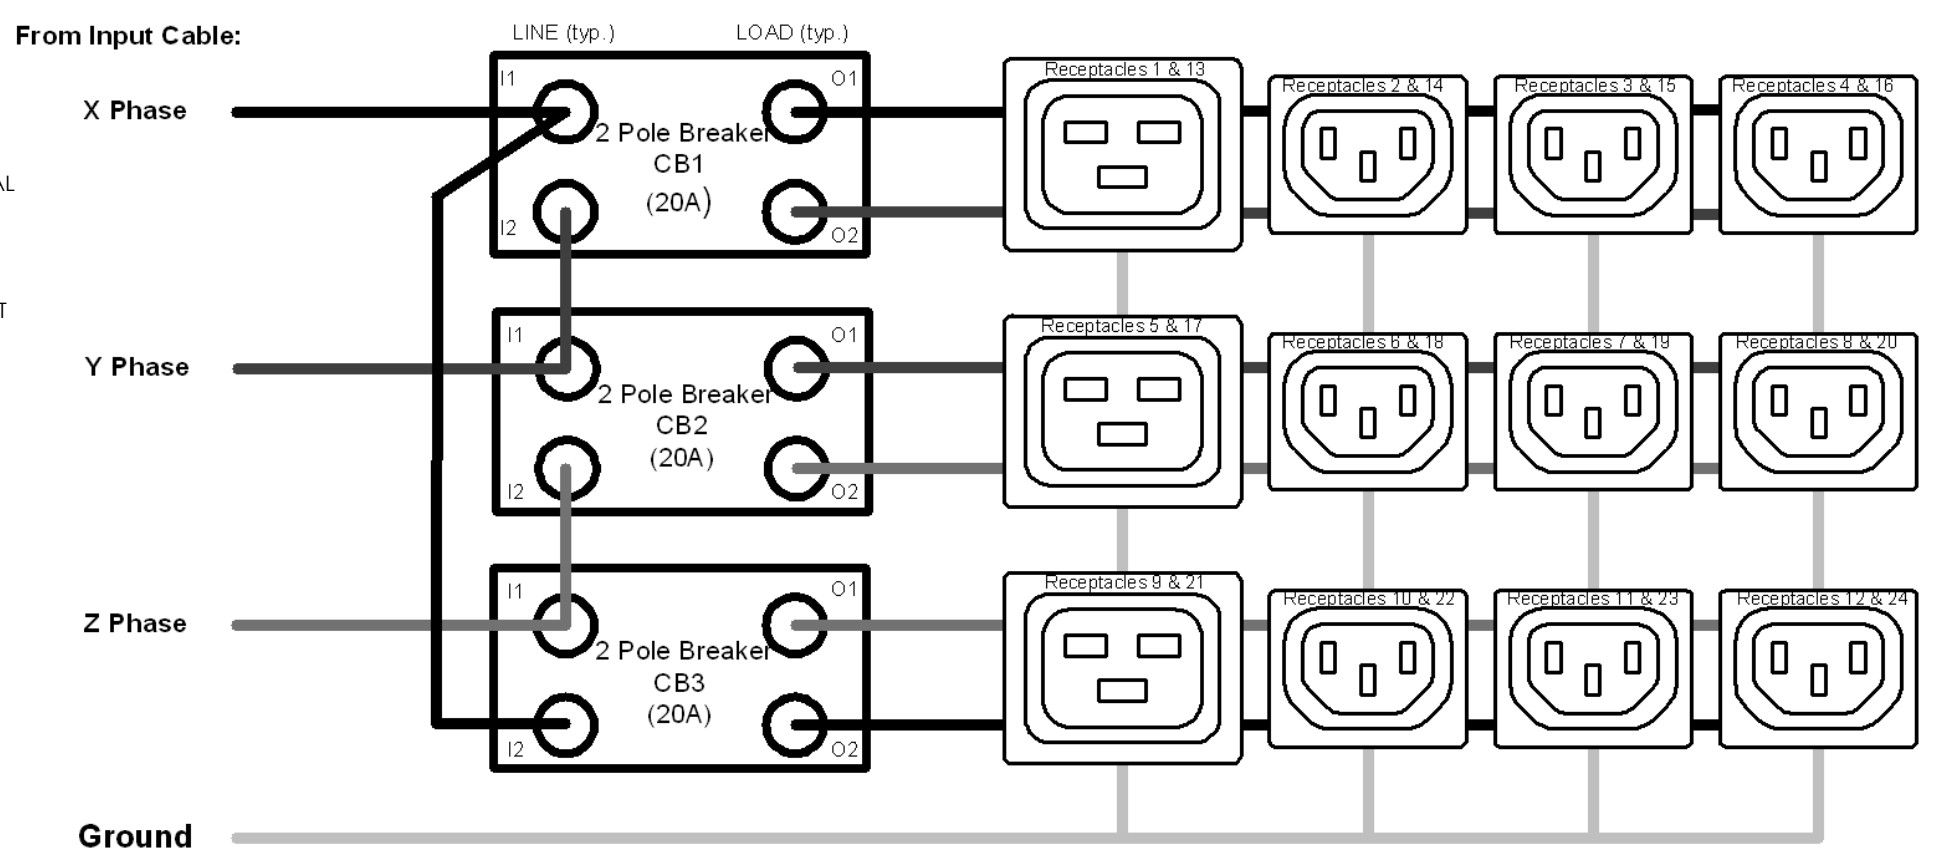 From Input Cable:
LINE (typ.)
LOAD (typ.)
X Phase
I1
O1
2 Pole Breaker
CB1
(20A)
I2
O2
Receptacles 1 & 13
Receptacles 2 & 14
Receptacles 3 & 15
Receptacles 4 & 16
AL
T
Y Phase
I1
O1
2 Pole Breaker
CB2
(20A)
I2
O2
Receptacles 5 & 17
Receptacles 6 & 18
Receptacles 7 & 19
Receptacles 8 & 20
Z Phase
I1
O1
2 Pole Breaker
CB3
(20A)
I2
O2
Receptacles 9 & 21
Receptacles 10 & 22
Receptacles 11 & 23
Receptacles 12 & 24
Ground